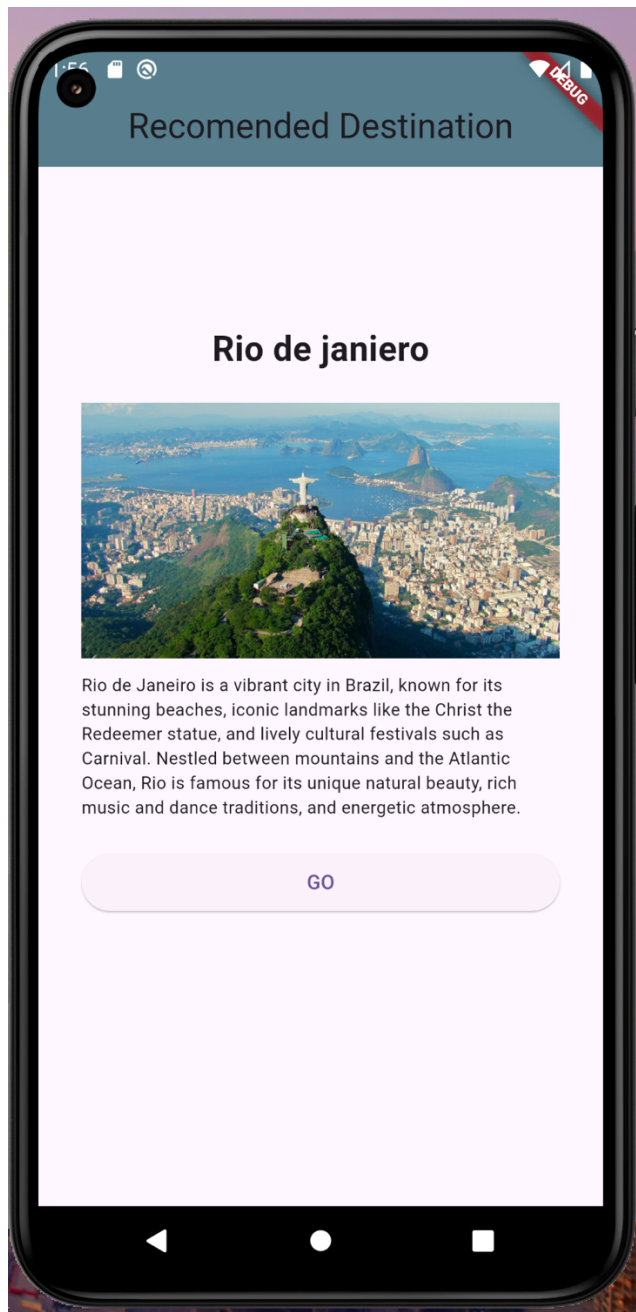 1:56
DEBUG
Recomended Destination
Rio de janiero
Rio de Janeiro is a vibrant city in Brazil, known for its
stunning beaches, iconic landmarks like the Christ the
Redeemer statue, and lively cultural festivals such as
Carnival. Nestled between mountains and the Atlantic
Ocean, Rio is famous for its unique natural beauty, rich
music and dance traditions, and energetic atmosphere.
GO